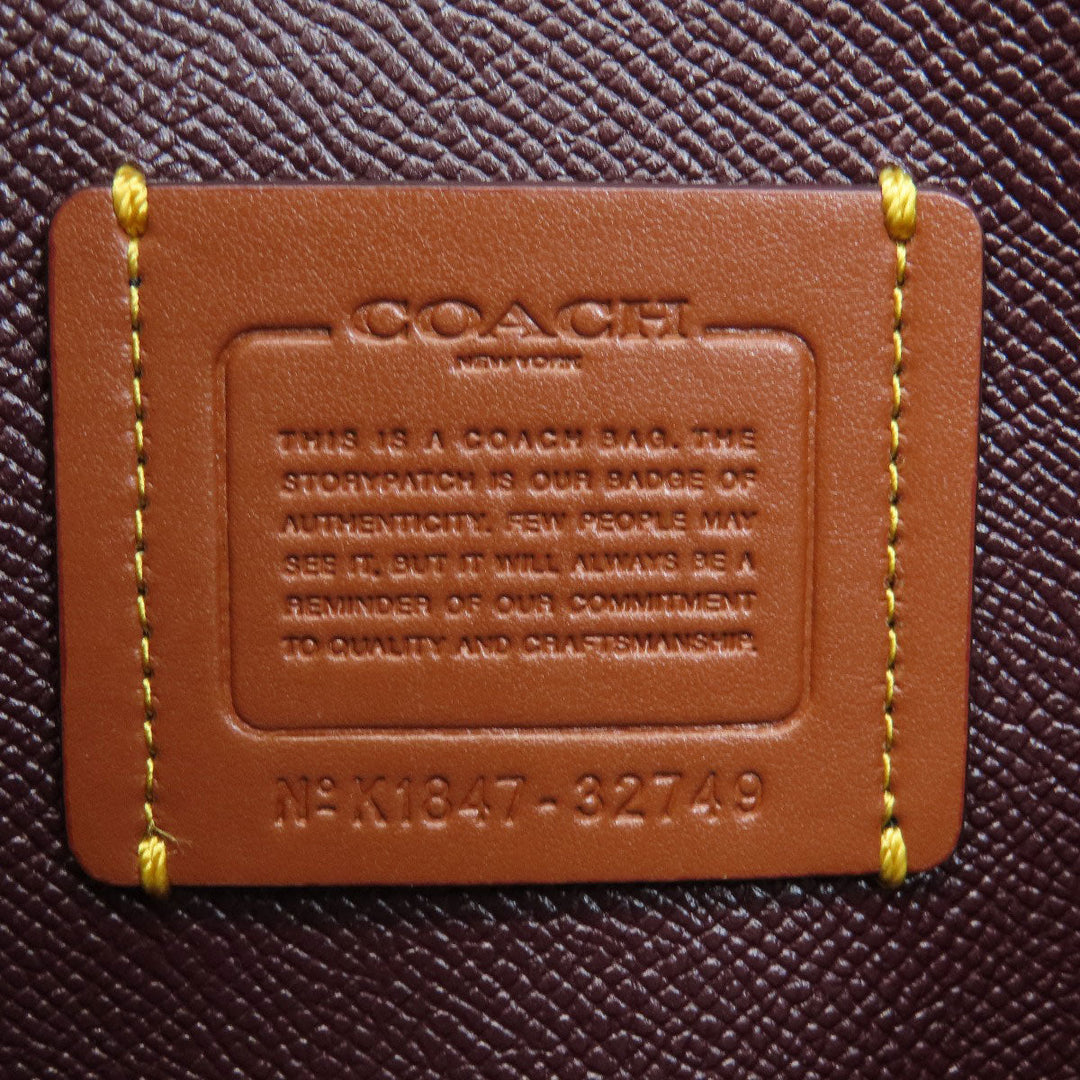 COACH
NEW YORK
THIS IS A COACH BAG. THE
STORYPATCH IS OUR BADGE OF
AUTHENTICITY. FEW PEOPLE MAY
SEE IT, BUT IT WILL ALWAYS BE A
REMINDER OF OUR COMMITMENT
TO QUALITY AND CRAFTSMANSHIP.
Nº K1847-32749